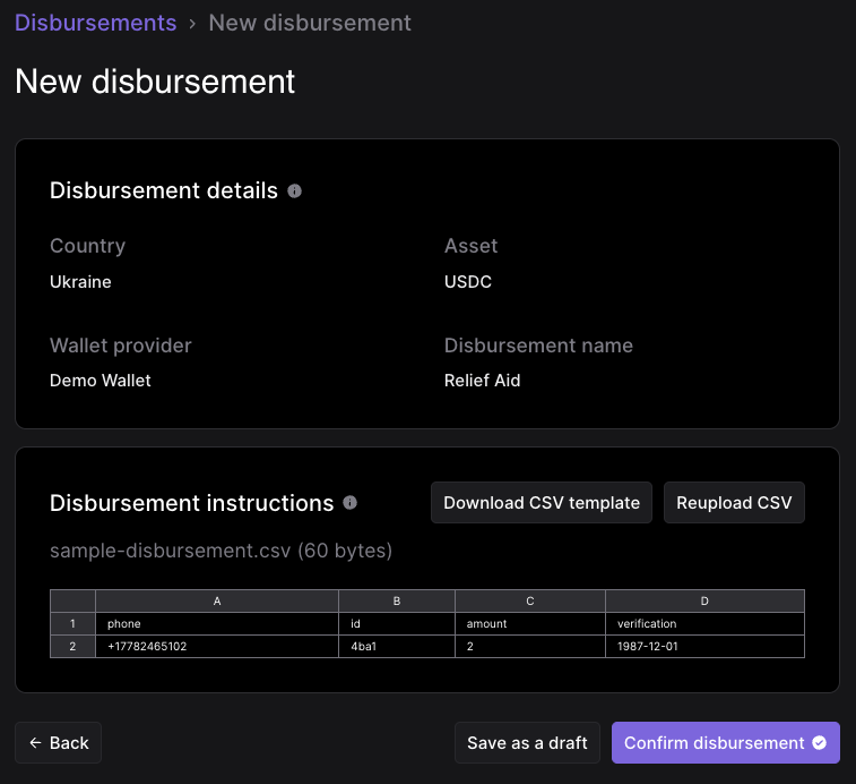 Disbursements › New disbursement
New disbursement
Disbursement details
Country Asset
Ukraine USDC
Wallet provider Disbursement name
Demo Wallet Relief Aid
Disbursement instructions Download CSV template Reupload CSV
sample-disbursement.csv (60 bytes)
A B C D
1 phone id amount verification
2 +17782465102 4ba1 2 1987-12-01
← Back Save as a draft Confirm disbursement